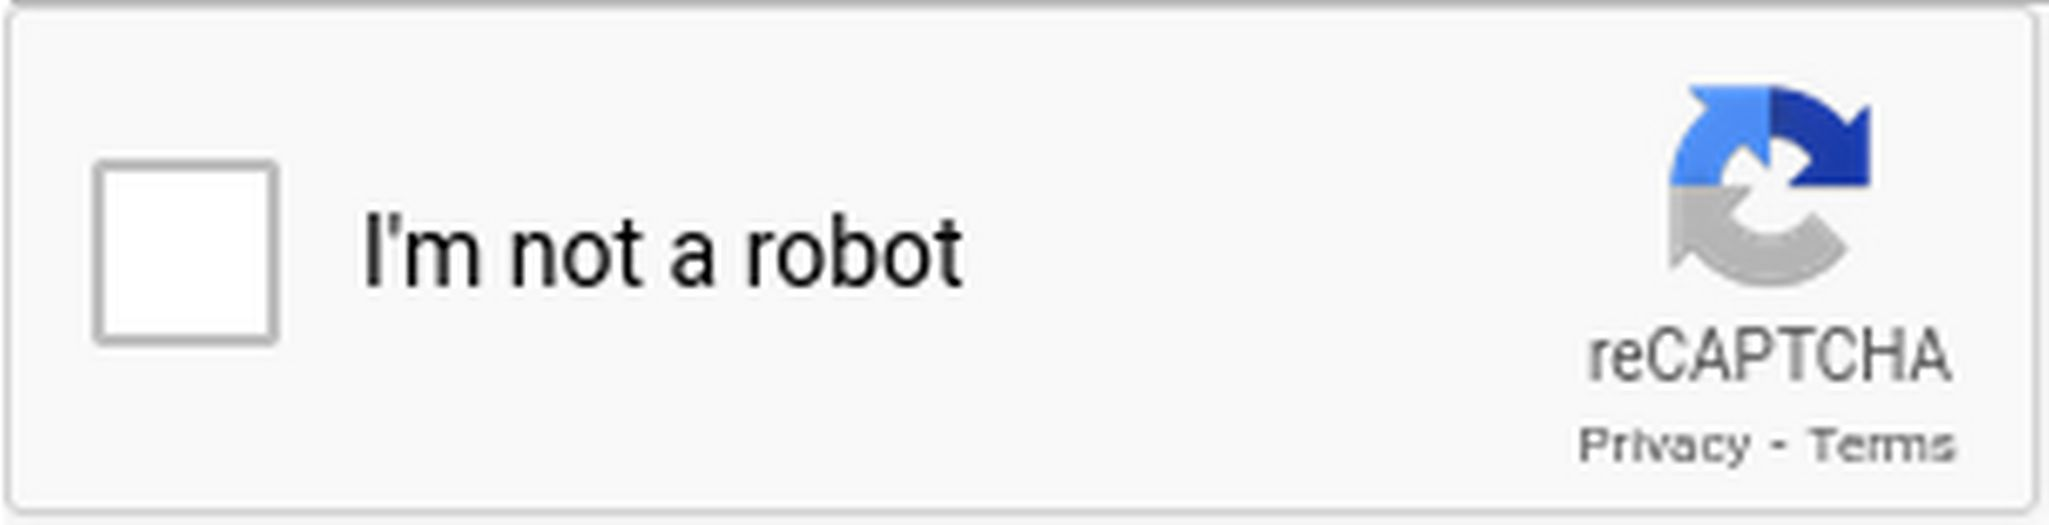 I'm not a robot
reCAPTCHA
Privacy - Terms